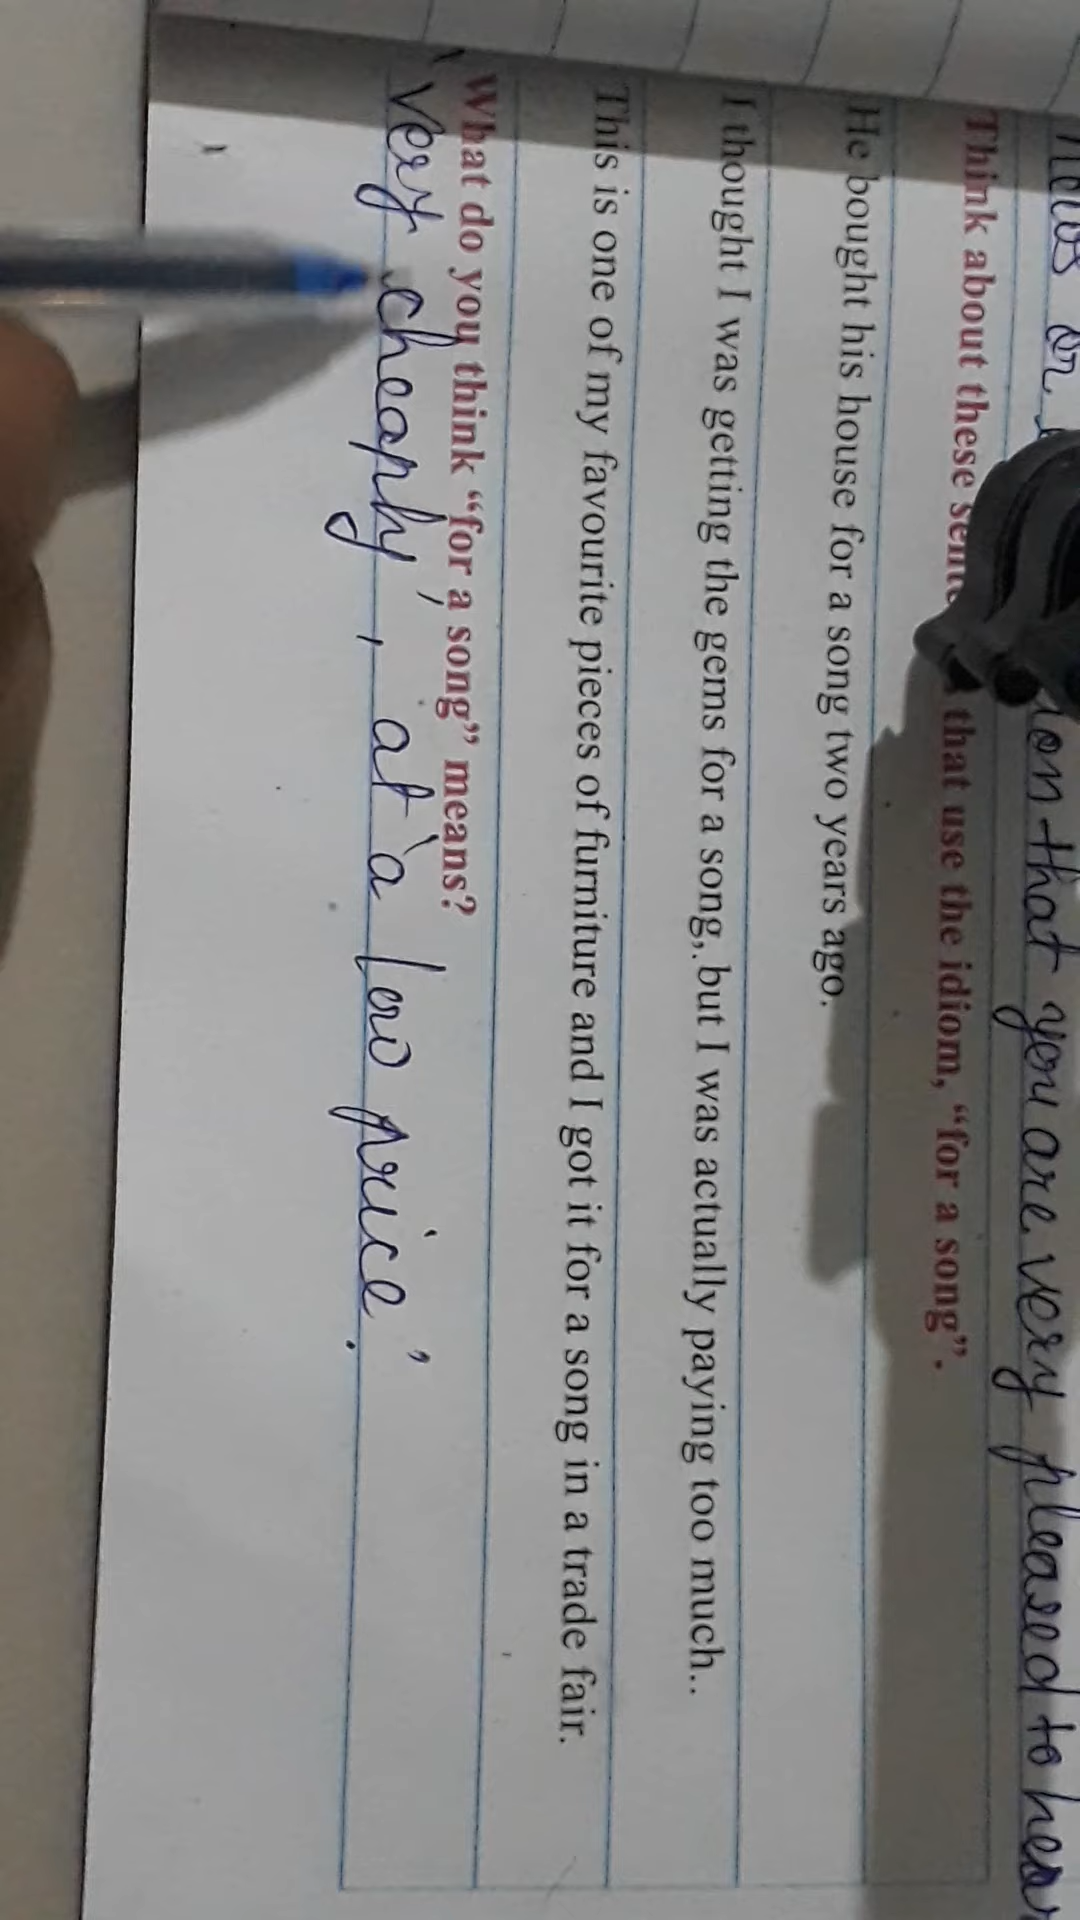 on that you are very pleased to hear
Think about these that use the idiom, “for a song”.
He bought his house for a song two years ago.
I thought I was getting the gems for a song, but I was actually paying too much..
This is one of my favourite pieces of furniture and I got it for a song in a trade fair.
What do you think “for a song” means?
‘very cheaply’, ‘at a low price’.